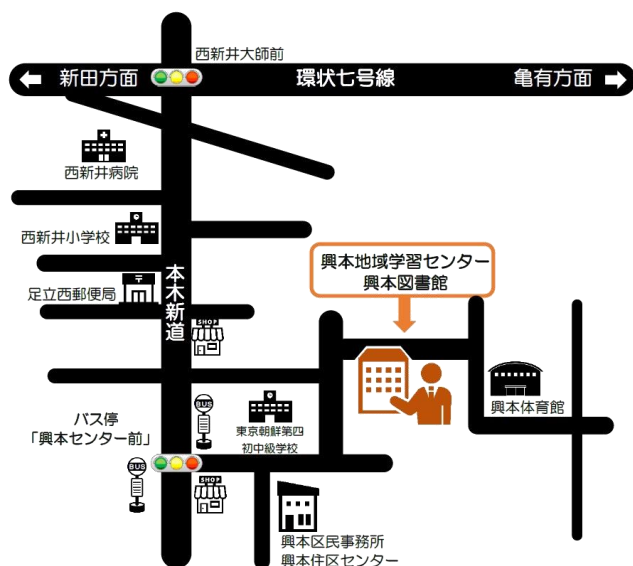 西新井大師前
新田方面
環状七号線
亀有方面
西新井病院
西新井小学校
足立西郵便局
本木新道
SHOP
興本地域学習センター
興本図書館
興本体育館
バス停
「興本センター前」
BUS
東京朝鮮第四
初中級学校
BUS
SHOP
興本区民事務所
興本住区センター